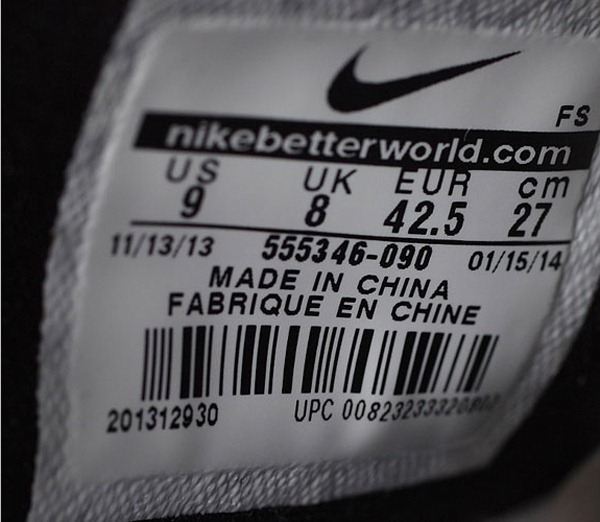 FS
nikebetterworld.com
US UK EUR cm
9 8 42.5 27
11/13/13 555346-090 01/15/14
MADE IN CHINA
FABRIQUE EN CHINE
201312930 UPC